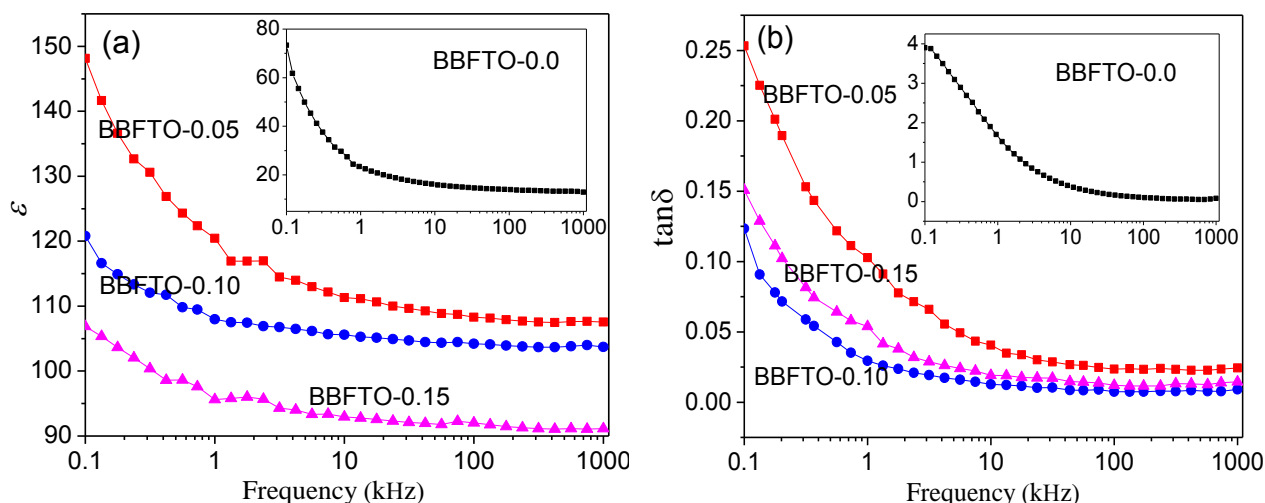 (a)
BBFTO-0.0
80
60
40
20
0.1 1 10 100 1000
150
140
130
120
110
100
90
ε
BBFTO-0.05
BBFTO-0.10
BBFTO-0.15
0.1 1 10 100 1000
Frequency (kHz)
(b)
BBFTO-0.0
4
3
2
1
0
0.1 1 10 100 1000
0.25
0.20
0.15
0.10
0.05
0.00
tanδ
BBFTO-0.05
BBFTO-0.15
BBFTO-0.10
0.1 1 10 100 1000
Frequency (kHz)